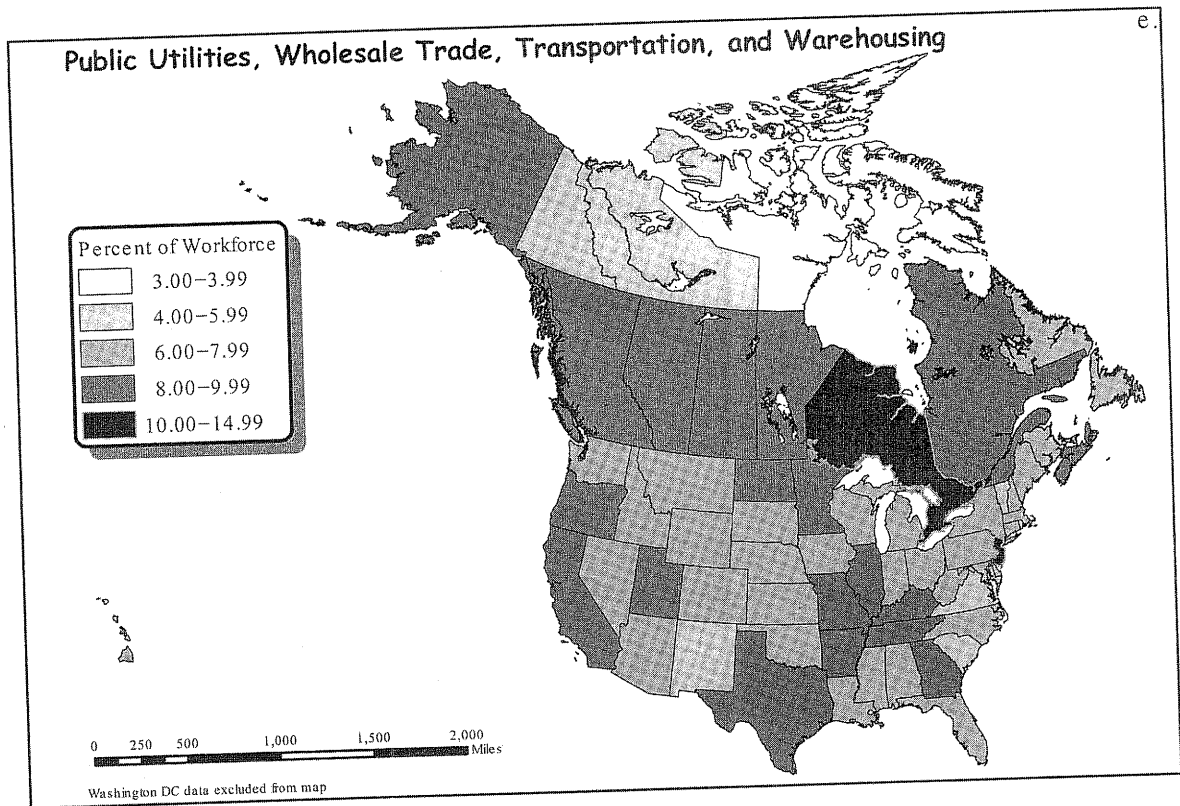 e.
Public Utilities, Wholesale Trade, Transportation, and Warehousing
Percent of Workforce
3.00–3.99
4.00–5.99
6.00–7.99
8.00–9.99
10.00–14.99
0 250 500 1,000 1,500 2,000
Miles
Washington DC data excluded from map